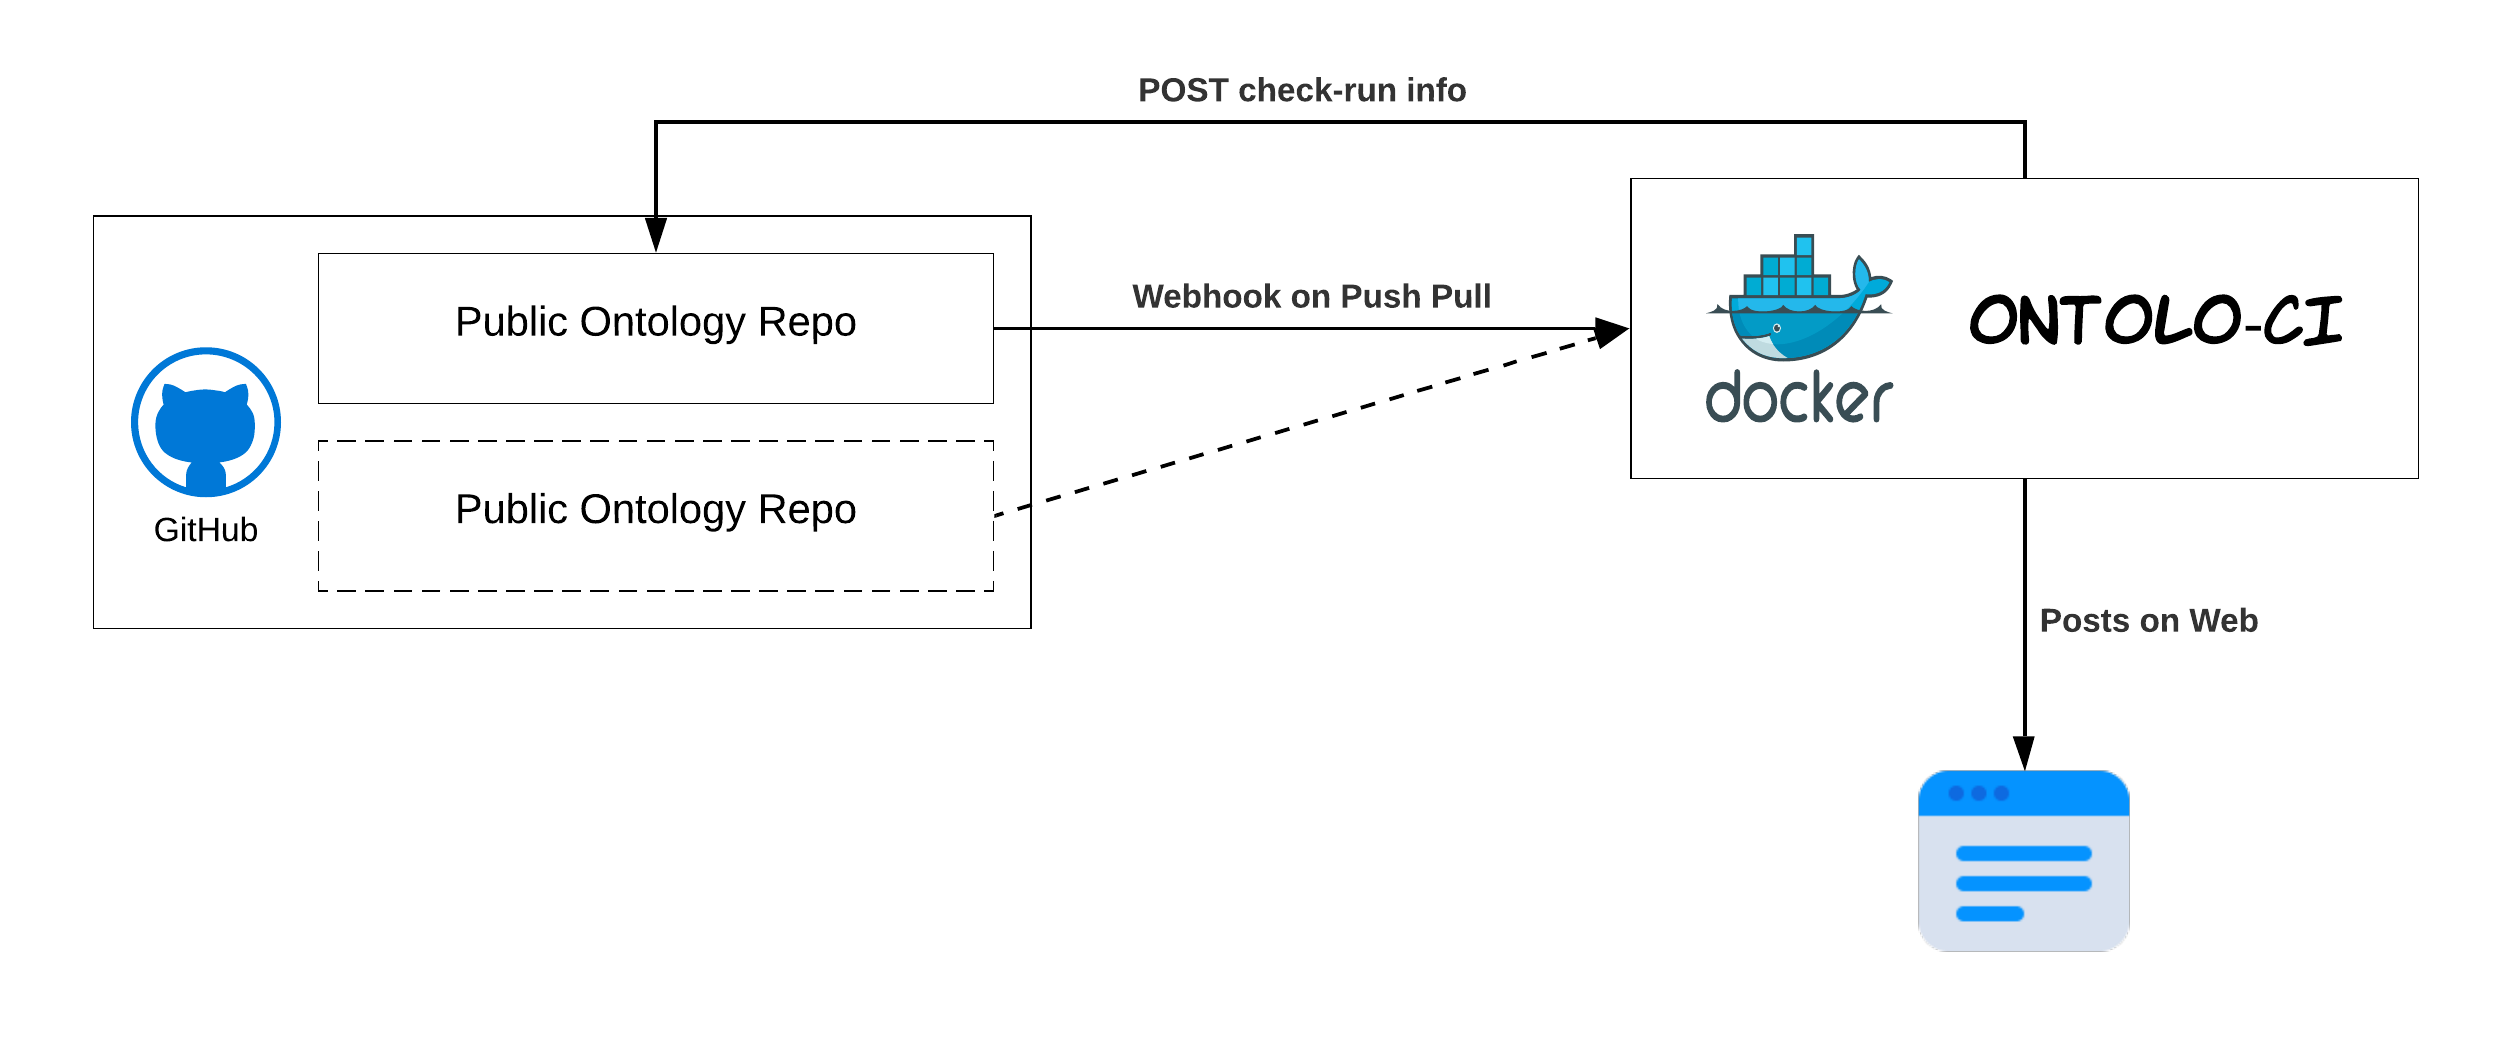 POST check-run info
Public Ontology Repo
Webhook on Push Pull
ONTOLO-CI
docker
Public Ontology Repo
GitHub
Posts on Web